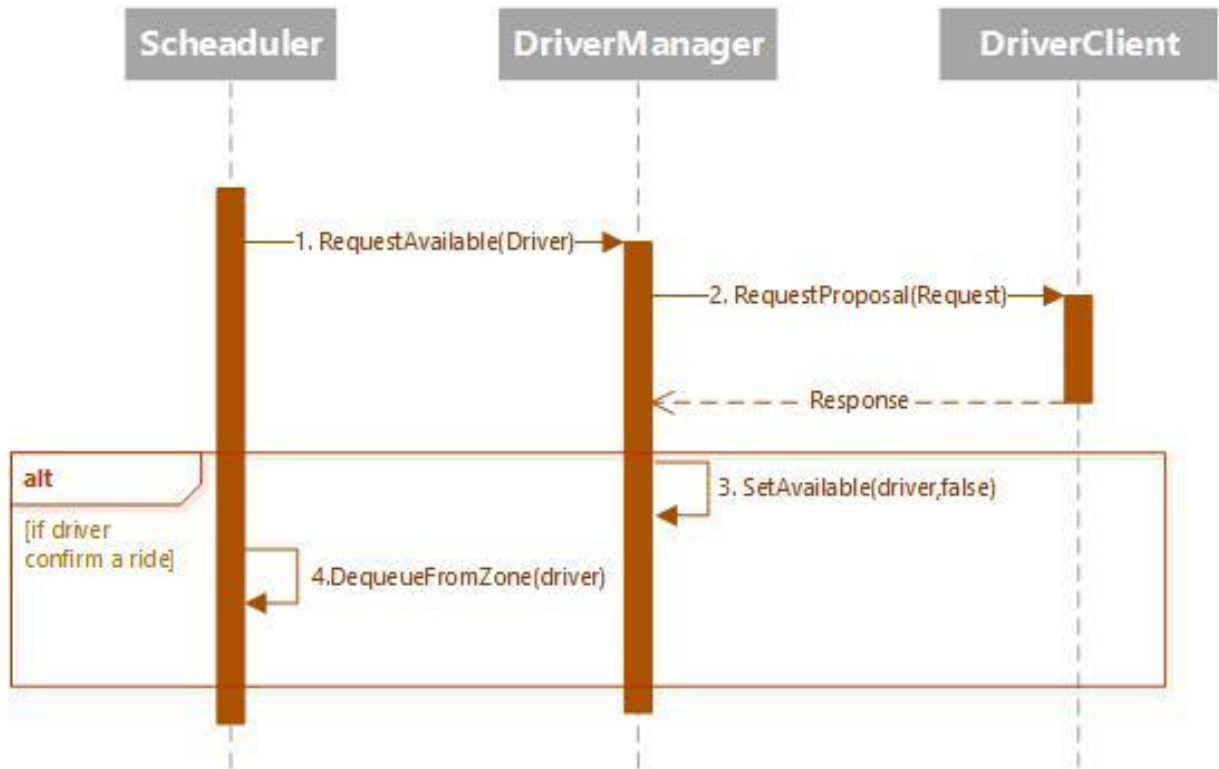 Scheaduler
DriverManager
DriverClient
1. RequestAvailable(Driver)
2. RequestProposal(Request)
Response
alt
3. SetAvailable(driver,false)
[if driver
confirm a ride]
4.DequeueFromZone(driver)